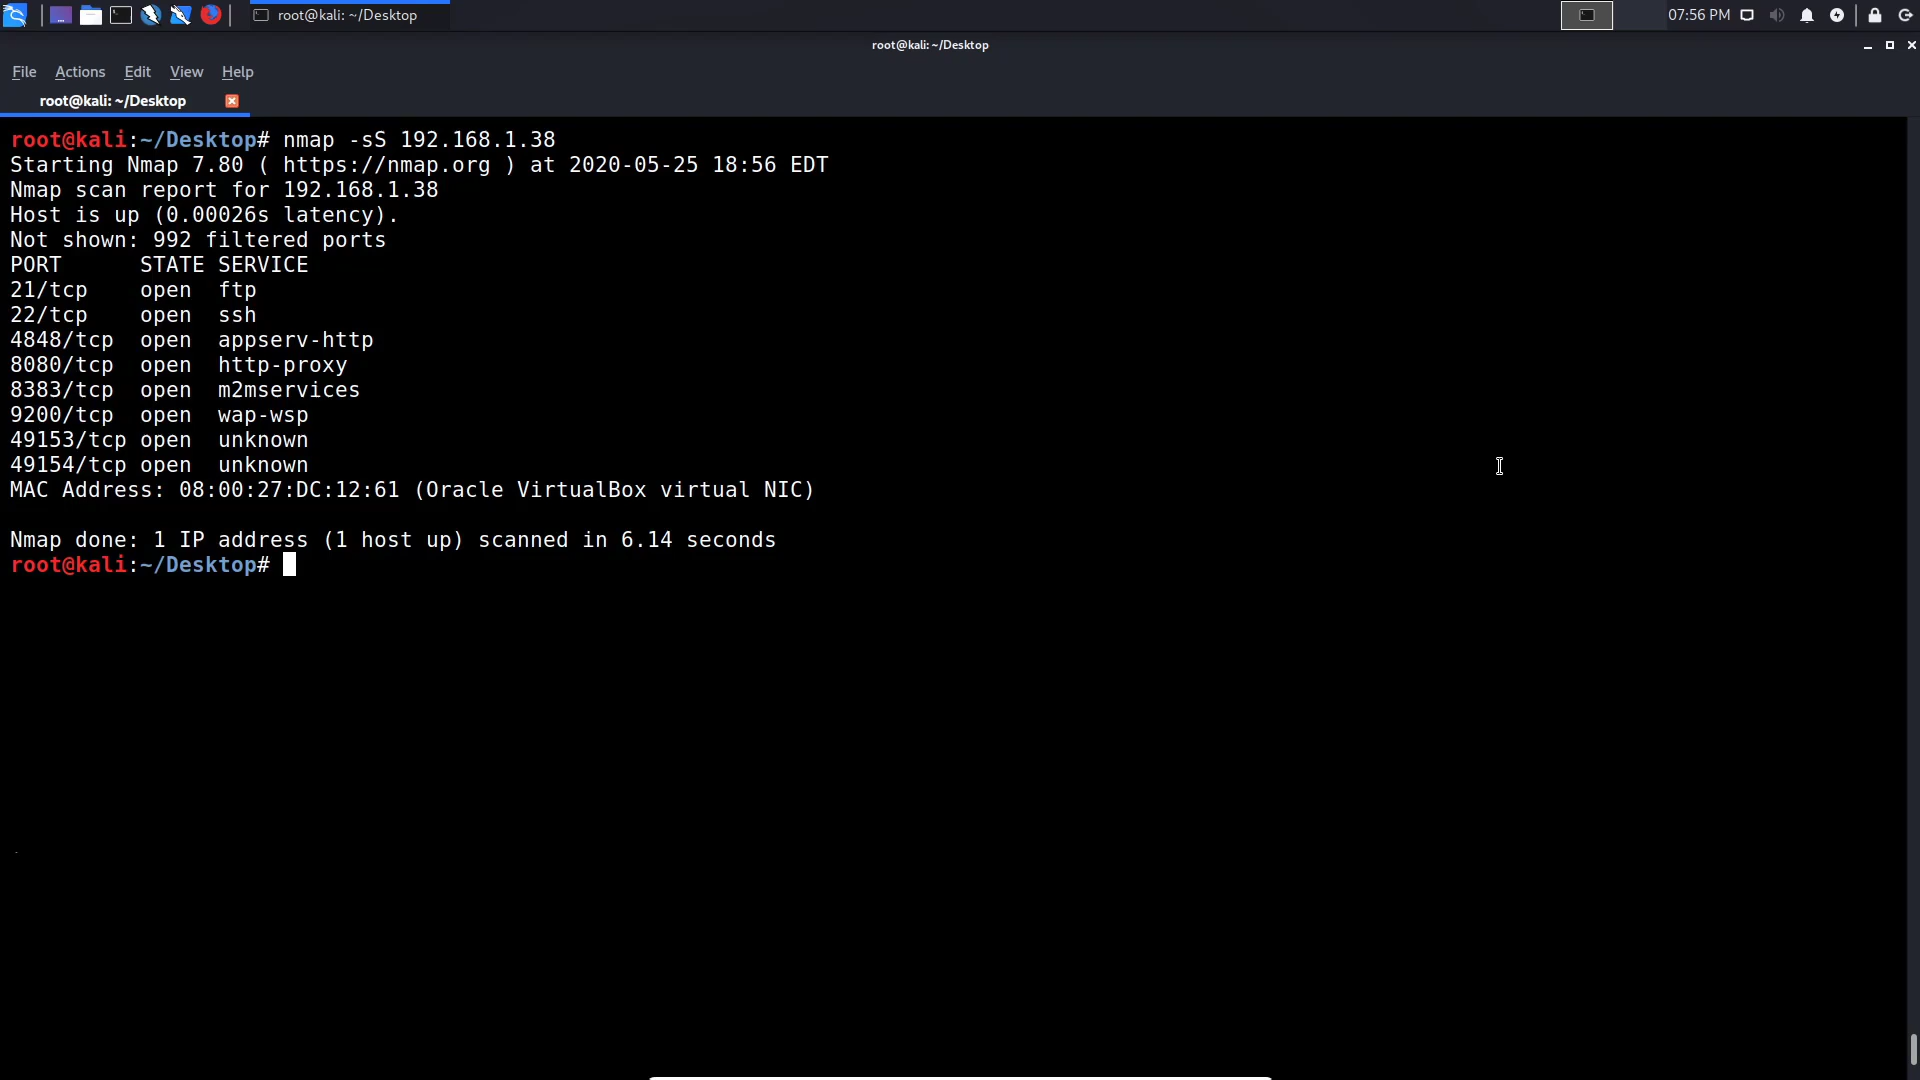 root@kali: ~/Desktop
07:56 PM
root@kali: ~/Desktop
File Actions Edit View Help
root@kali: ~/Desktop
root@kali:~/Desktop# nmap -sS 192.168.1.38
Starting Nmap 7.80 ( https://nmap.org ) at 2020-05-25 18:56 EDT
Nmap scan report for 192.168.1.38
Host is up (0.00026s latency).
Not shown: 992 filtered ports
PORT      STATE SERVICE
21/tcp    open  ftp
22/tcp    open  ssh
4848/tcp  open  appserv-http
8080/tcp  open  http-proxy
8383/tcp  open  m2mservices
9200/tcp  open  wap-wsp
49153/tcp open  unknown
49154/tcp open  unknown
MAC Address: 08:00:27:DC:12:61 (Oracle VirtualBox virtual NIC)
Nmap done: 1 IP address (1 host up) scanned in 6.14 seconds
root@kali:~/Desktop#